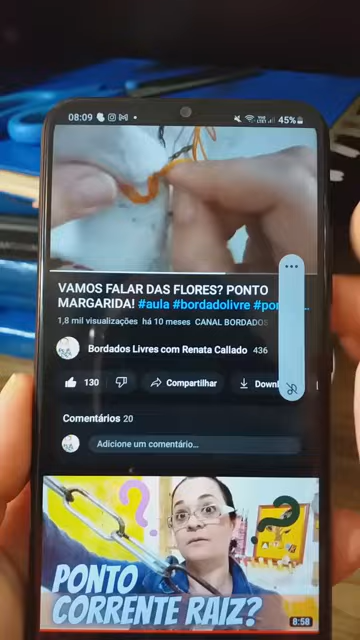 08:09
45%
VAMOS FALAR DAS FLORES? PONTO
MARGARIDA! #aula #bordadolivre
1,8 mil visualizações há 10 meses CANAL BORDADOS
Bordados Livres com Renata Callado 436
130
Compartilhar
Comentários 20
Adicione um comentário...
PONTO
CORRENTE RAIZ?
8:58